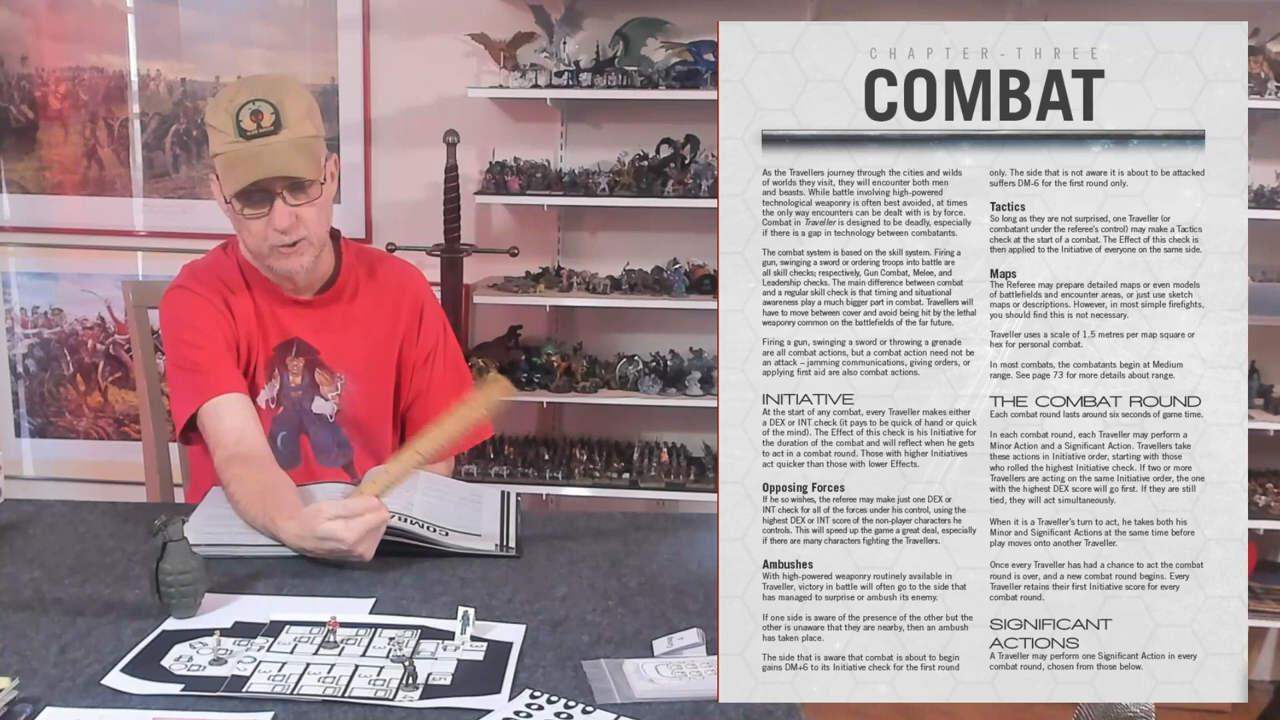 CHAPTER-THREE
COMBAT
As the Travellers journey through the cities and wilds
of worlds they visit, they will encounter both men
and beasts. While battle involving high-powered
technological weaponry is often best avoided, at times
the only way encounters can be dealt with is by force.
Combat in Traveller is designed to be deadly, especially
if there is a gap in technology between combatants.
The combat system is based on the skill system. Firing a
gun, swinging a sword or ordering troops into battle are
all skill checks; respectively, Gun Combat, Melee, and
Leadership checks. The main difference between combat
and a regular skill check is that timing and situational
awareness play a much bigger part in combat. Travellers will
have to move between cover and avoid being hit by the lethal
weaponry common on the battlefields of the far future.
Firing a gun, swinging a sword or throwing a grenade
are all combat actions, but a combat action need not be
an attack – jamming communications, giving orders, or
applying first aid are also combat actions.
INITIATIVE
At the start of any combat, every Traveller makes either
a DEX or INT check (it pays to be quick of hand or quick
of the mind). The Effect of this check is his Initiative for
the duration of the combat and will reflect when he gets
to act in a combat round. Those with higher Initiatives
act quicker than those with lower Effects.
Opposing Forces
If he so wishes, the referee may make just one DEX or
INT check for all of the forces under his control, using the
highest DEX or INT score of the non-player characters he
controls. This will speed up the game a great deal, especially
if there are many characters fighting the Travellers.
Ambushes
With high-powered weaponry routinely available in
Traveller, victory in battle will often go to the side that
has managed to surprise or ambush its enemy.
If one side is aware of the presence of the other but the
other is unaware that they are nearby, then an ambush
has taken place.
The side that is aware that combat is about to begin
gains DM+6 to its Initiative check for the first round
only. The side that is not aware it is about to be attacked
suffers DM-6 for the first round only.
Tactics
So long as they are not surprised, one Traveller (or
combatant under the referee's control) may make a Tactics
check at the start of a combat. The Effect of this check is
then applied to the Initiative of everyone on the same side.
Maps
The Referee may prepare detailed maps or even models
of battlefields and encounter areas, or just use sketch
maps or descriptions. However, in most simple firefights,
you should find this is not necessary.
Traveller uses a scale of 1.5 metres per map square or
hex for personal combat.
In most combats, the combatants begin at Medium
range. See page 73 for more details about range.
THE COMBAT ROUND
Each combat round lasts around six seconds of game time.
In each combat round, each Traveller may perform a
Minor Action and a Significant Action. Travellers take
these actions in Initiative order, starting with those
who rolled the highest Initiative check. If two or more
Travellers are acting on the same Initiative order, the one
with the highest DEX score will go first. If they are still
tied, they will act simultaneously.
When it is a Traveller's turn to act, he takes both his
Minor and Significant Actions at the same time before
play moves onto another Traveller.
Once every Traveller has had a chance to act the combat
round is over, and a new combat round begins. Every
Traveller retains their first Initiative score for every
combat round.
SIGNIFICANT
ACTIONS
A Traveller may perform one Significant Action in every
combat round, chosen from those below.